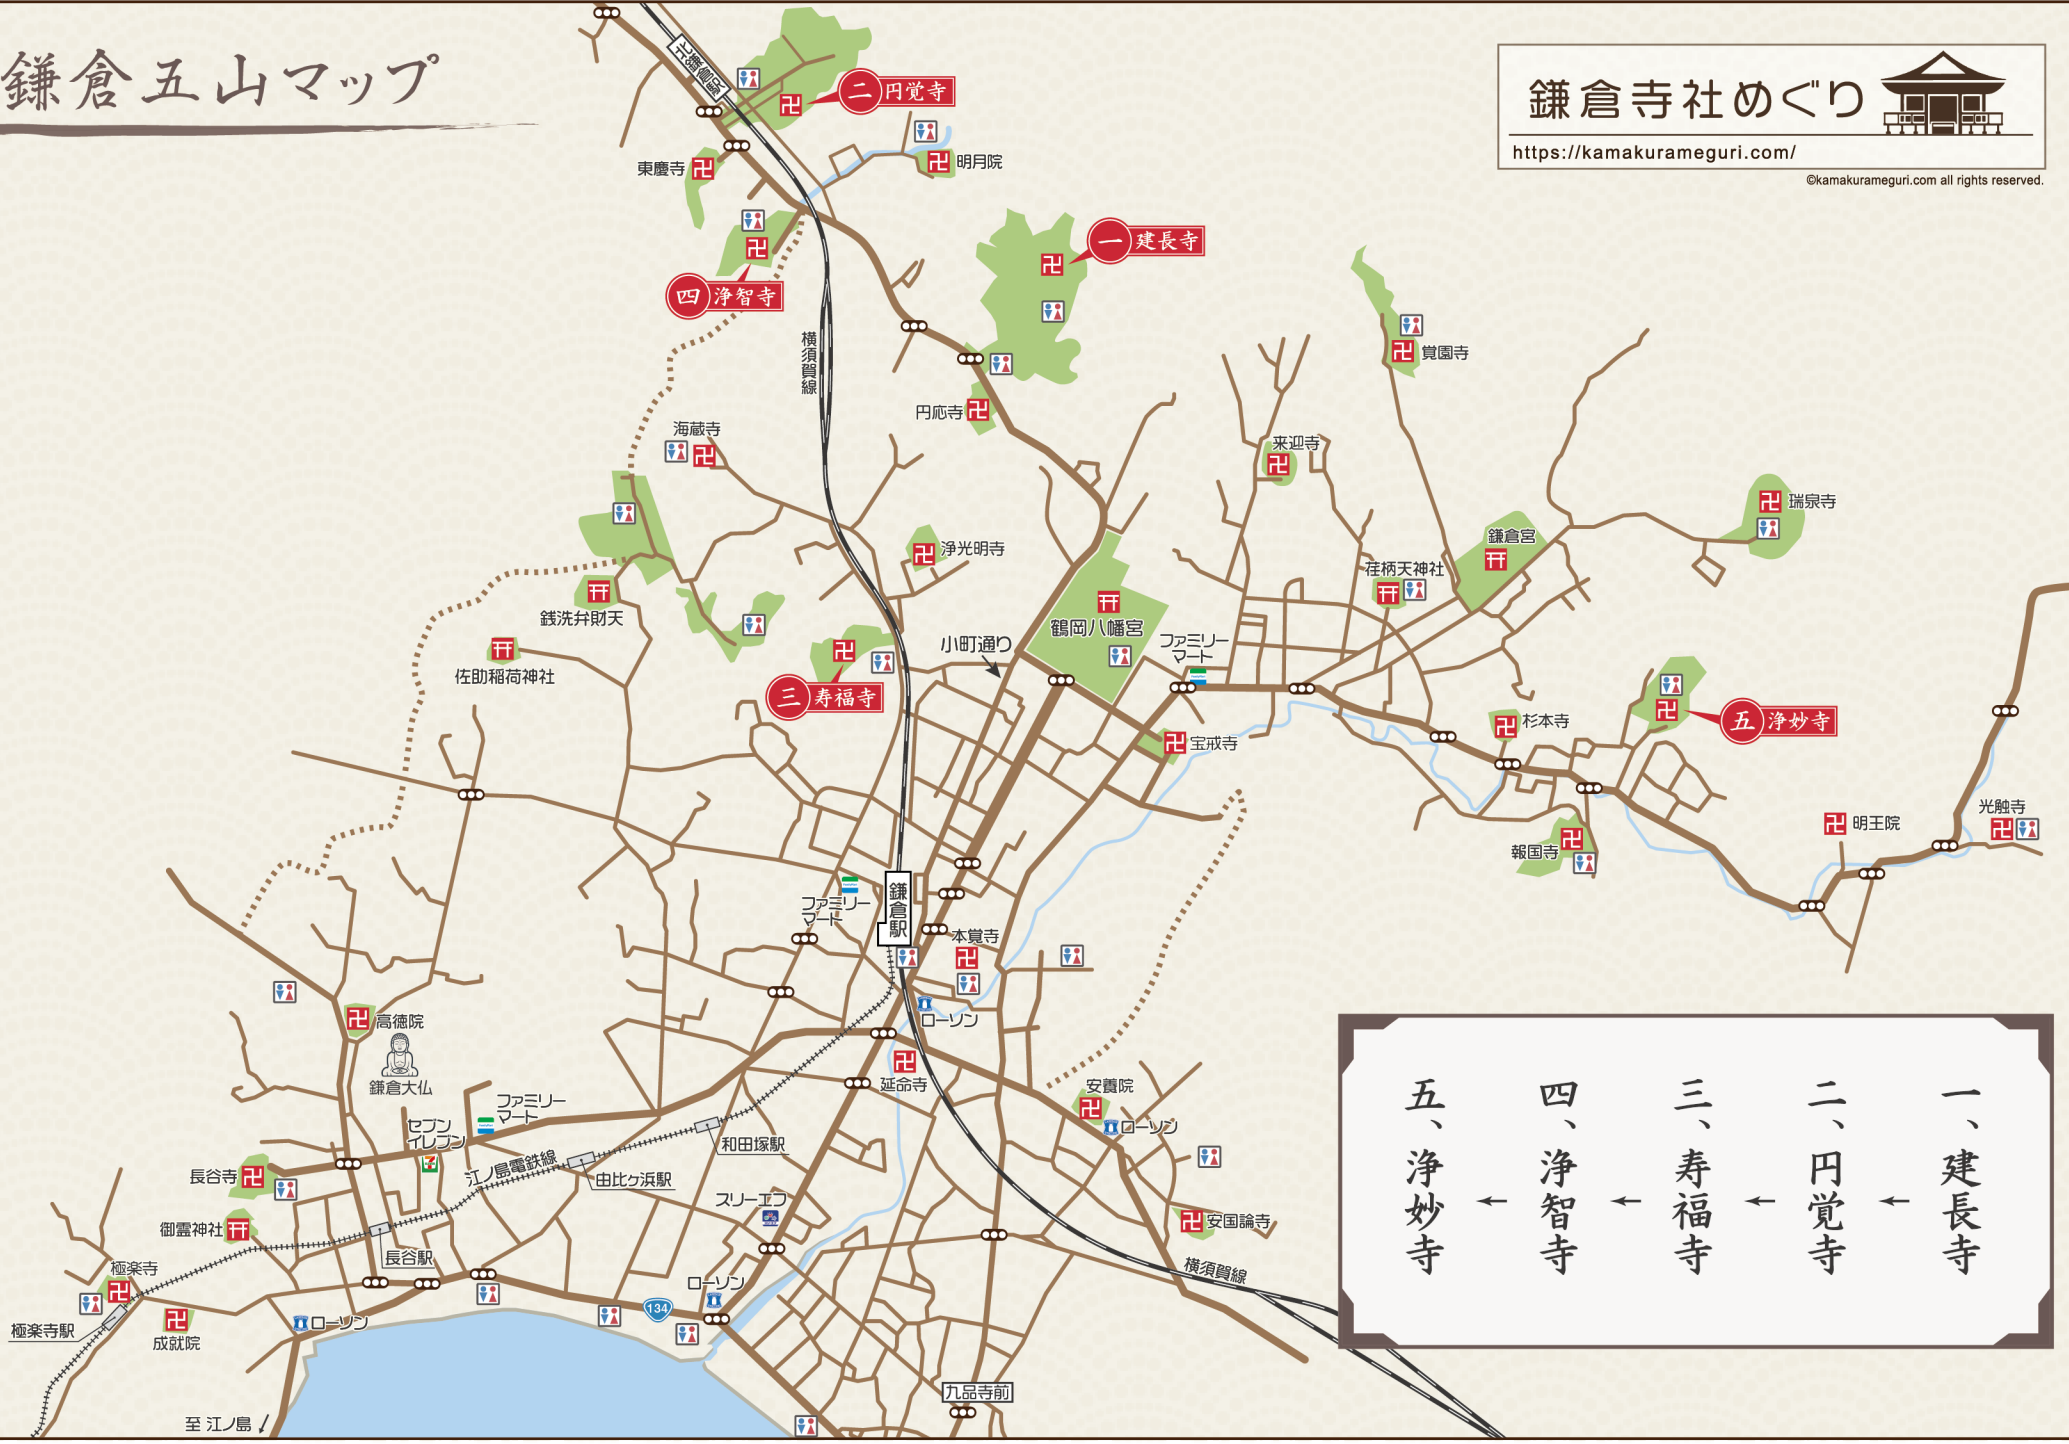 鎌倉五山マップ
鎌倉寺社めぐり
https://kamakurameguri.com/
©kamakurameguri.com all rights reserved.
北鎌倉駅
二 円覚寺
東慶寺
明月院
一 建長寺
四 浄智寺
横須賀線
覚園寺
円応寺
海蔵寺
来迎寺
瑞泉寺
鎌倉宮
浄光明寺
荏柄天神社
銭洗弁財天
鶴岡八幡宮
小町通り
ファミリー
マート
佐助稲荷神社
三 寿福寺
五 浄妙寺
杉本寺
宝戒寺
光触寺
明王院
報国寺
鎌倉駅
ファミリー
マート
本覚寺
高徳院
ローソン
鎌倉大仏
延命寺
安養院
ファミリー
マート
セブン
イレブン
ローソン
和田塚駅
江ノ島電鉄線
由比ヶ浜駅
長谷寺
スリーエフ
御霊神社
安国論寺
長谷駅
極楽寺
横須賀線
ローソン
134
極楽寺駅
成就院
ローソン
九品寺前
至 江ノ島
一、建長寺
←
二、円覚寺
←
三、寿福寺
←
四、浄智寺
←
五、浄妙寺